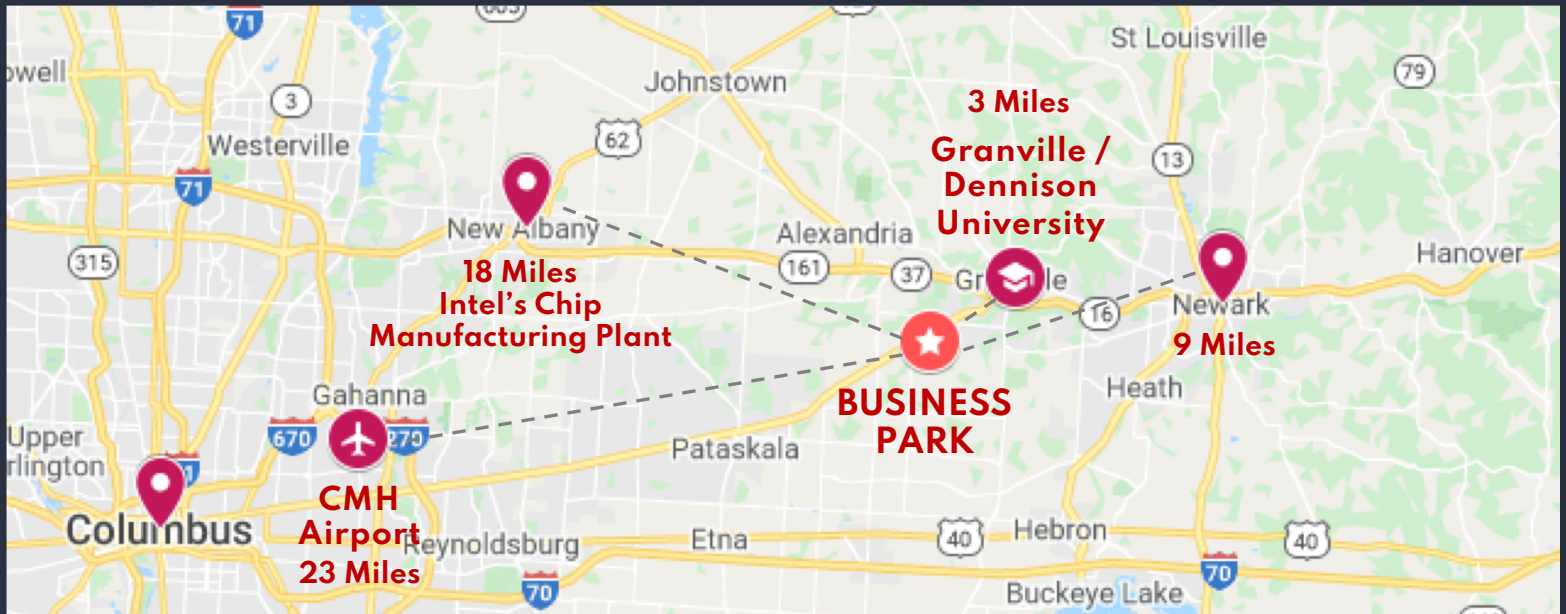 71
St Louisville
owell
Johnstown
79
3
3 Miles
62
Westerville
Granville /
Dennison
University
13
71
New Albany
Alexandria
315
161
37
Hanover
18 Miles
Intel's Chip
Manufacturing Plant
16
Newark
9 Miles
Gahanna
BUSINESS
PARK
Heath
670
270
Upper
rlington
Pataskala
CMH
Airport
23 Miles
Columbus
Reynoldsburg
Etna
40
Hebron
40
70
70
Buckeye Lake